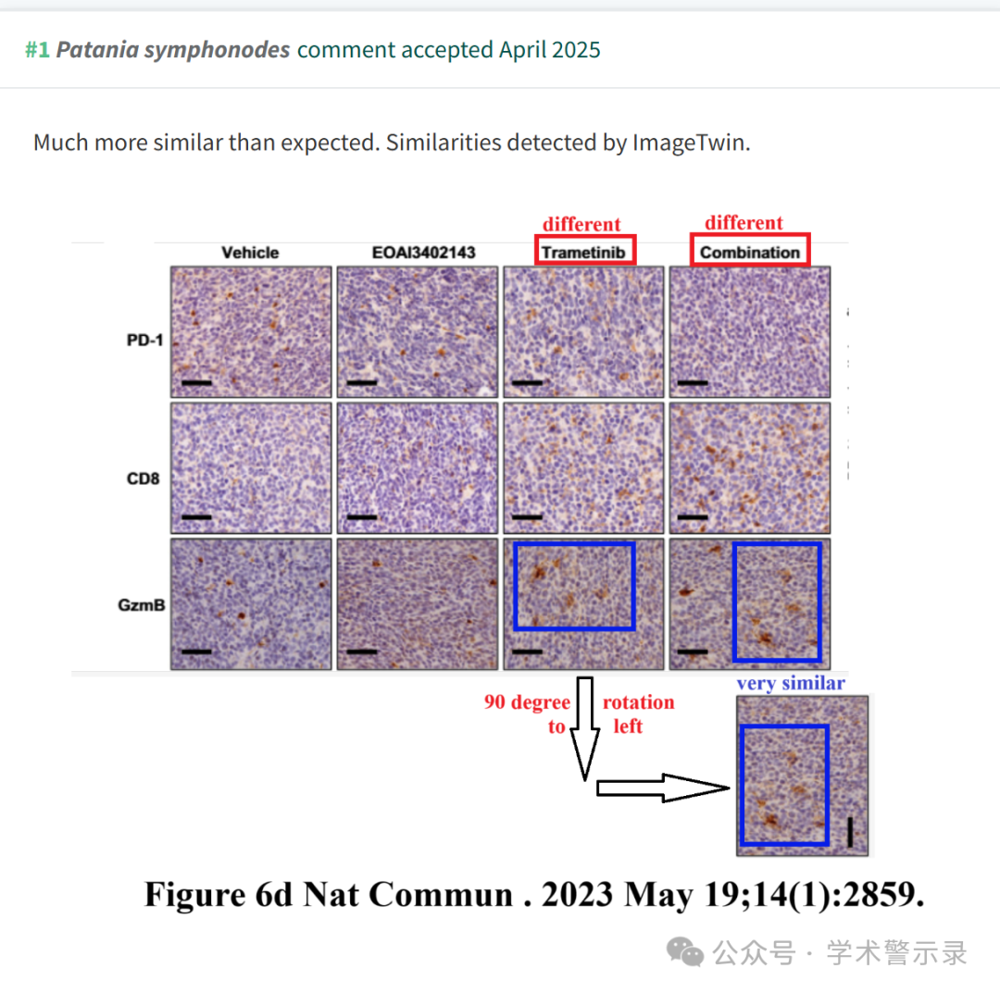 #1 Patania symphonodes comment accepted April 2025
Much more similar than expected. Similarities detected by ImageTwin.
different different
Vehicle EOAI3402143 Trametinib Combination
PD-1
CD8
GzmB
very similar
90 degree rotation
to left
Figure 6d Nat Commun . 2023 May 19;14(1):2859.
公众号 · 学术警示录